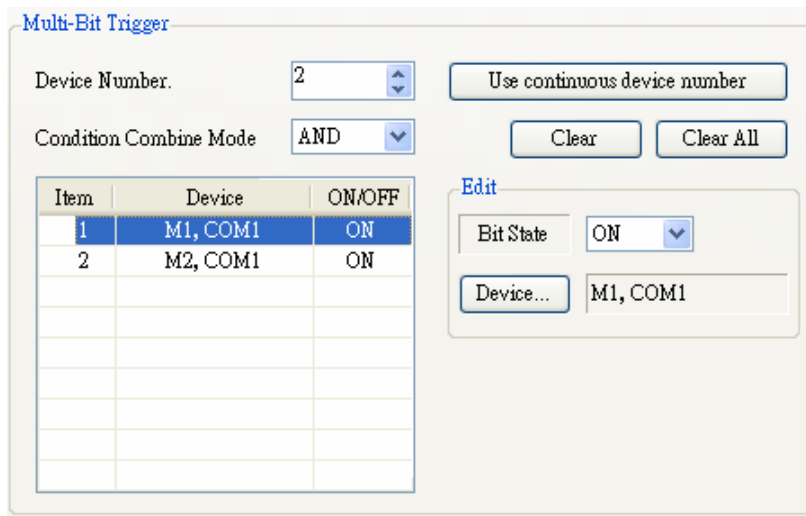 Multi-Bit Trigger
Device Number. 2 Use continuous device number
Condition Combine Mode AND Clear Clear All
Item Device ON/OFF
1 M1, COM1 ON
2 M2, COM1 ON
Edit
Bit State ON
Device... M1, COM1